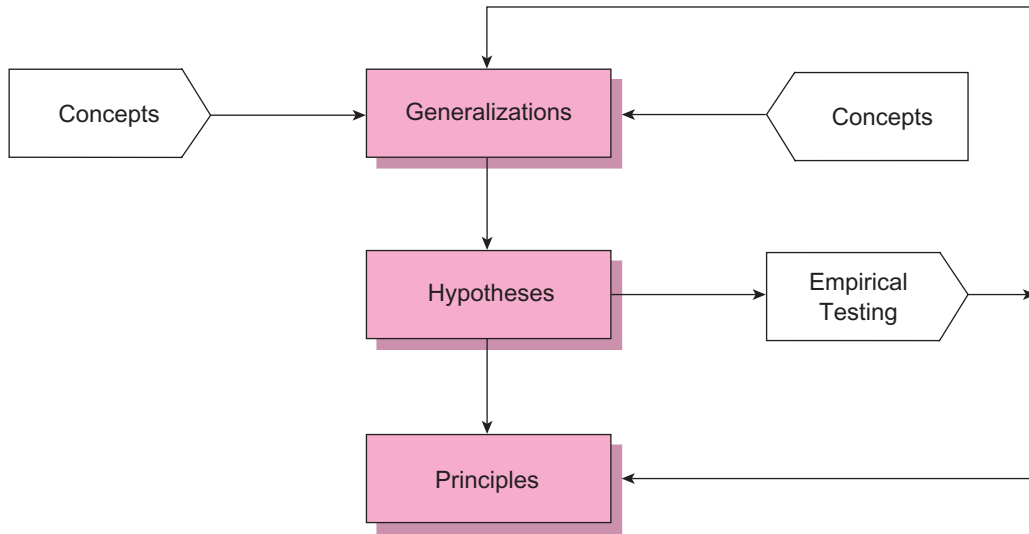 Concepts
Generalizations
Concepts
Hypotheses
Empirical
Testing
Principles